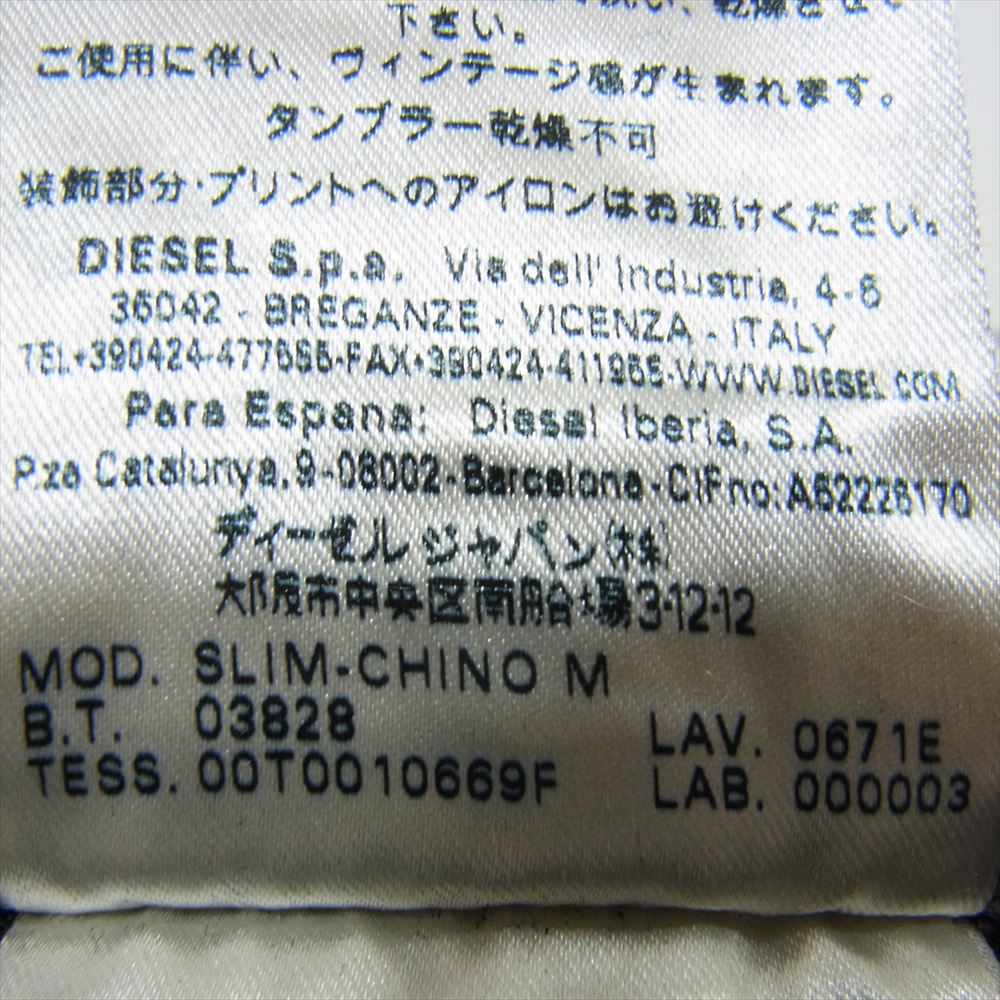 下さい。
ご使用に伴い、ヴィンテージ感が生まれます。
タンブラー乾燥不可
装飾部分・プリントへのアイロンはお避けください。
DIESEL S.p.a. Via dell' Industria, 4-6
36042 - BREGANZE - VICENZA - ITALY
TEL+390424-477555-FAX+390424-411955-WWW.DIESEL.COM
Para Espana: Diesel Iberia, S.A.
P.za Catalunya, 9-08002-Barcelona-CIFno:A62226170
ディーゼル ジャパン(株)
大阪市中央区南船場3-12-12
MOD. SLIM-CHINO M
B.T. 03828 LAV. 0671E
TESS. 00T0010669F LAB. 000003